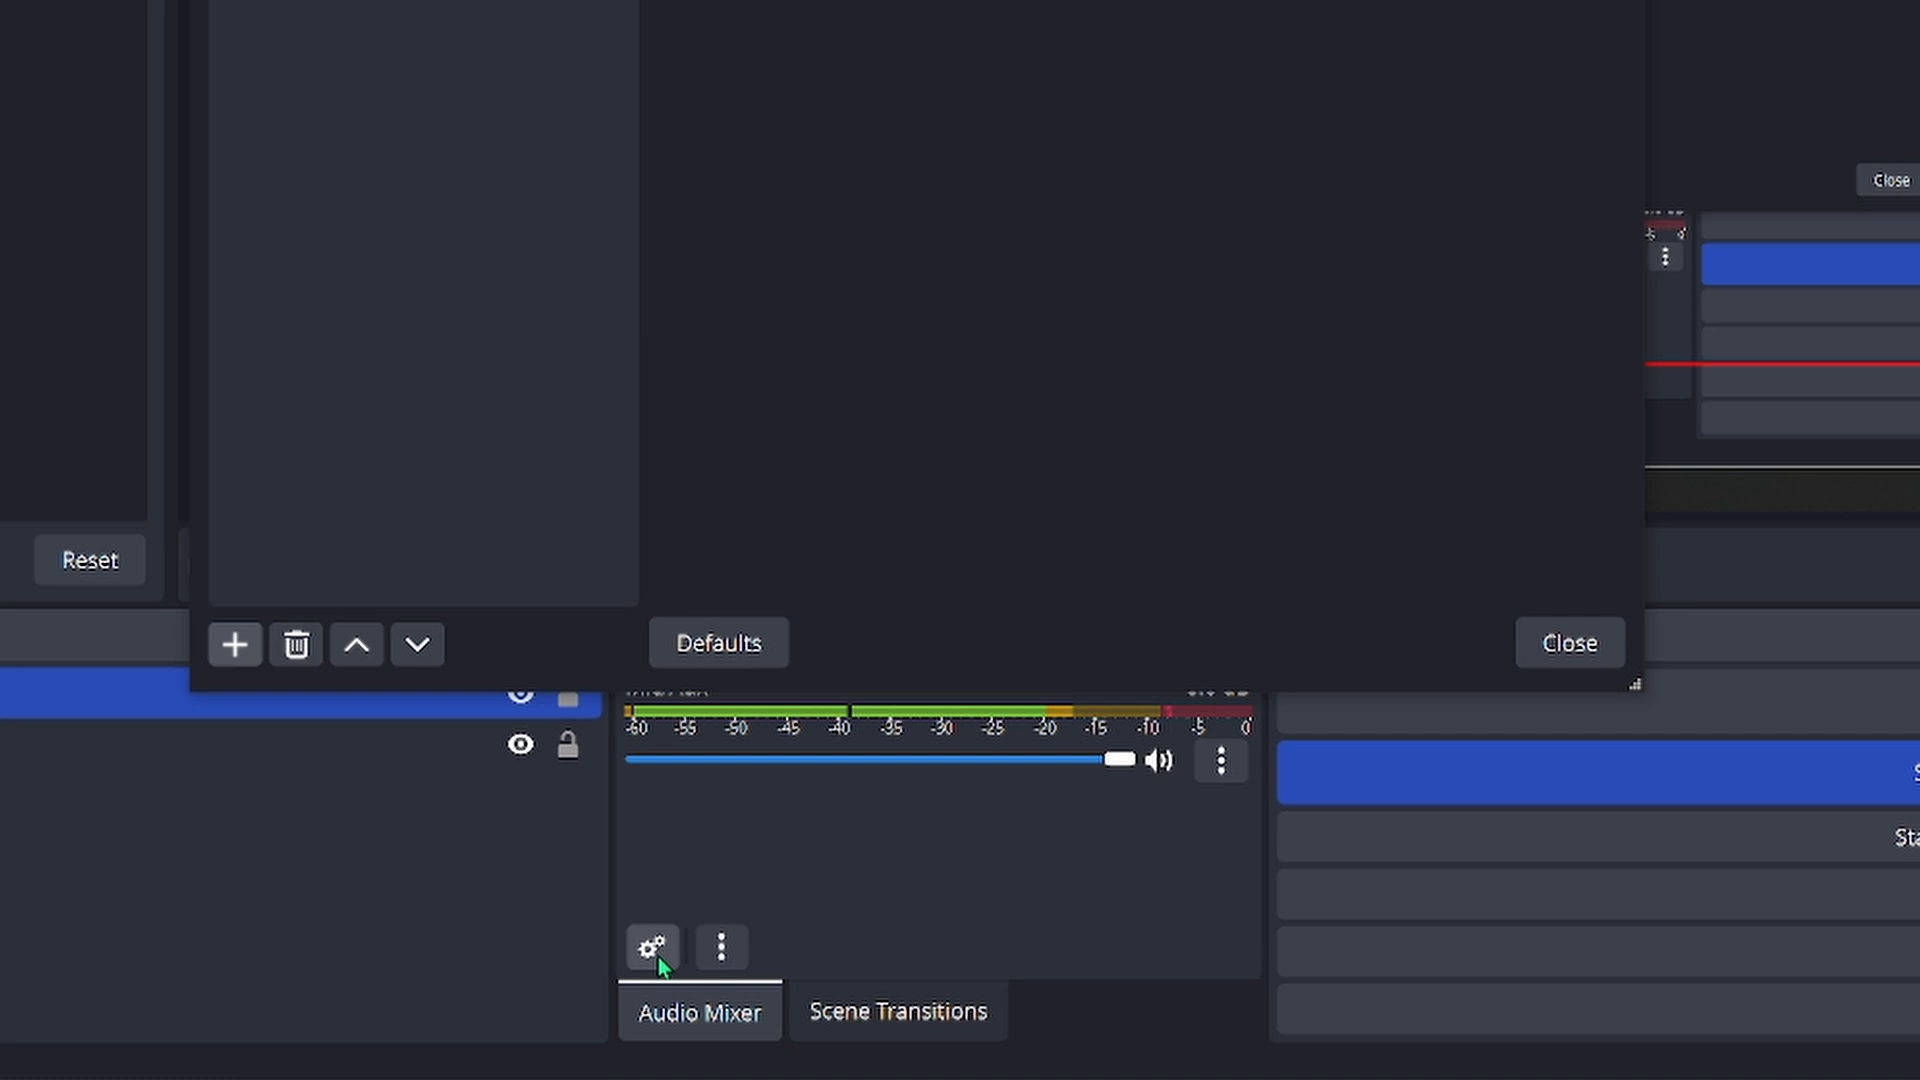 Close
Reset
Defaults
Close
-60 -55 -50 -45 -40 -35 -30 -25 -20 -15 -10 -5 0
Audio Mixer
Scene Transitions